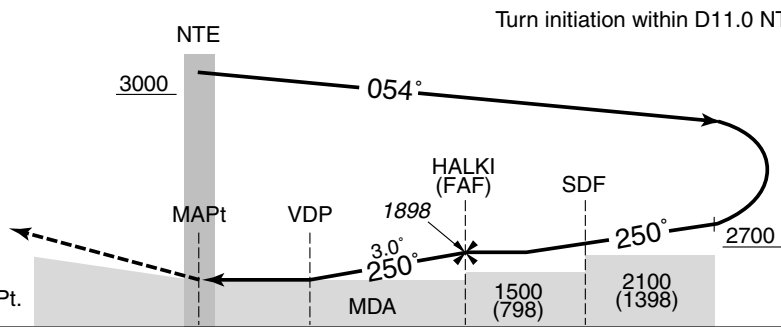 Turn initiation within D11.0 NT
NTE
3000
054°
HALKI
(FAF)
SDF
MAPt
VDP
1898
3.0°
250°
250°
2700
Pt.
MDA
1500
(798)
2100
(1398)